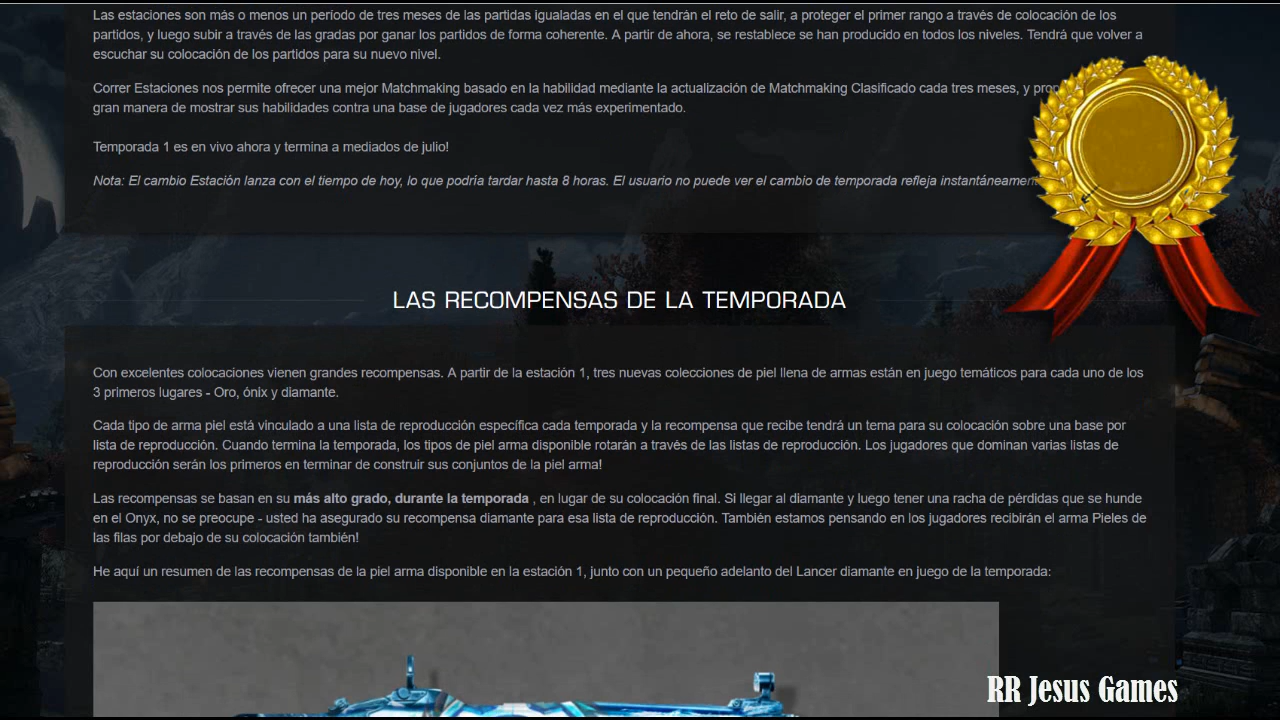 Las estaciones son más o menos un período de tres meses de las partidas igualadas en el que tendrán el reto de salir, a proteger el primer rango a través de colocación de los
partidos, y luego subir a través de las gradas por ganar los partidos de forma coherente. A partir de ahora, se restablece se han producido en todos los niveles. Tendrá que volver a
escuchar su colocación de los partidos para su nuevo nivel.
Correr Estaciones nos permite ofrecer una mejor Matchmaking basado en la habilidad mediante la actualización de Matchmaking Clasificado cada tres meses, y
gran manera de mostrar sus habilidades contra una base de jugadores cada vez más experimentado.
Temporada 1 es en vivo ahora y termina a mediados de julio!
Nota: El cambio Estación lanza con el tiempo de hoy, lo que podría tardar hasta 8 horas. El usuario no puede ver el cambio de temporada refleja
LAS RECOMPENSAS DE LA TEMPORADA
Con excelentes colocaciones vienen grandes recompensas. A partir de la estación 1, tres nuevas colecciones de piel llena de armas están en juego temáticos para cada uno de los
3 primeros lugares - Oro, ónix y diamante.
Cada tipo de arma piel está vinculado a una lista de reproducción específica cada temporada y la recompensa que recibe tendrá un tema para su colocación sobre una base por
lista de reproducción. Cuando termina la temporada, los tipos de piel arma disponible rotarán a través de las listas de reproducción. Los jugadores que dominan varias listas de
reproducción serán los primeros en terminar de construir sus conjuntos de la piel arma!
Las recompensas se basan en su más alto grado, durante la temporada , en lugar de su colocación final. Si llegar al diamante y luego tener una racha de pérdidas que se hunde
en el Onyx, no se preocupe - usted ha asegurado su recompensa diamante para esa lista de reproducción. También estamos pensando en los jugadores recibirán el arma Pieles de
las filas por debajo de su colocación también!
He aquí un resumen de las recompensas de la piel arma disponible en la estación 1, junto con un pequeño adelanto del Lancer diamante en juego de la temporada:
RR Jesus Games